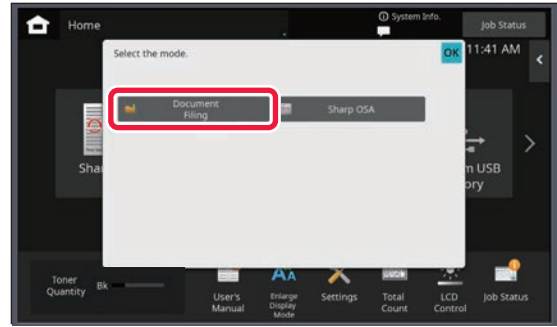 Home
System Info.
Job Status
11:41 AM
Select the mode.
OK
Document
Filing
Sharp OSA
Sha
m USB
ory
Toner
Quantity
Bk
User's
Manual
Enlarge
Display
Mode
Settings
Total
Count
LCD
Control
Job Status